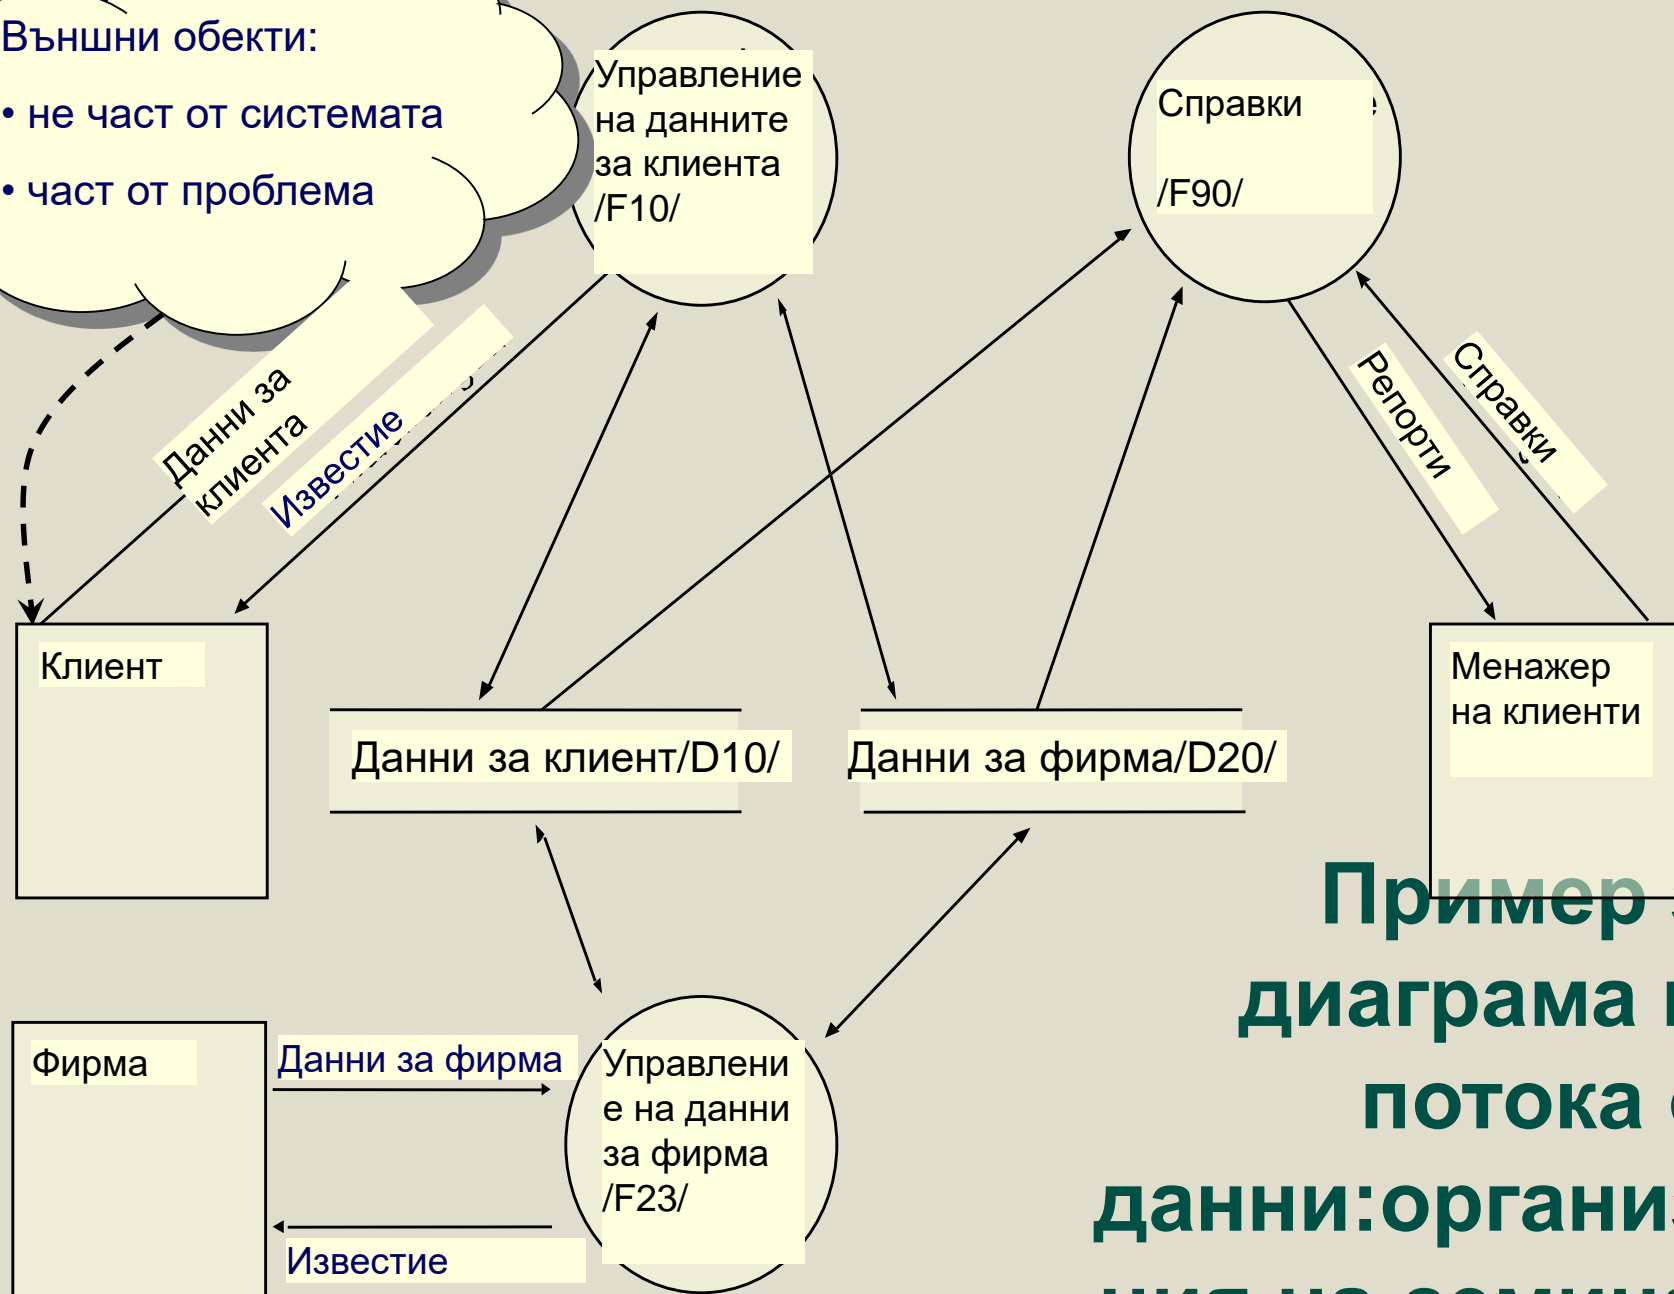 Външни обекти:
• не част от системата
• част от проблема
Управление
на данните
за клиента
/F10/
Справки
/F90/
Данни за
клиента
Известие
Репорти
Справки
Клиент
Данни за клиент/D10/
Данни за фирма/D20/
Менажер
на клиенти
Пример
диаграма
потока
Фирма
Данни за фирма
Управлени
е на данни
за фирма
/F23/
Известие